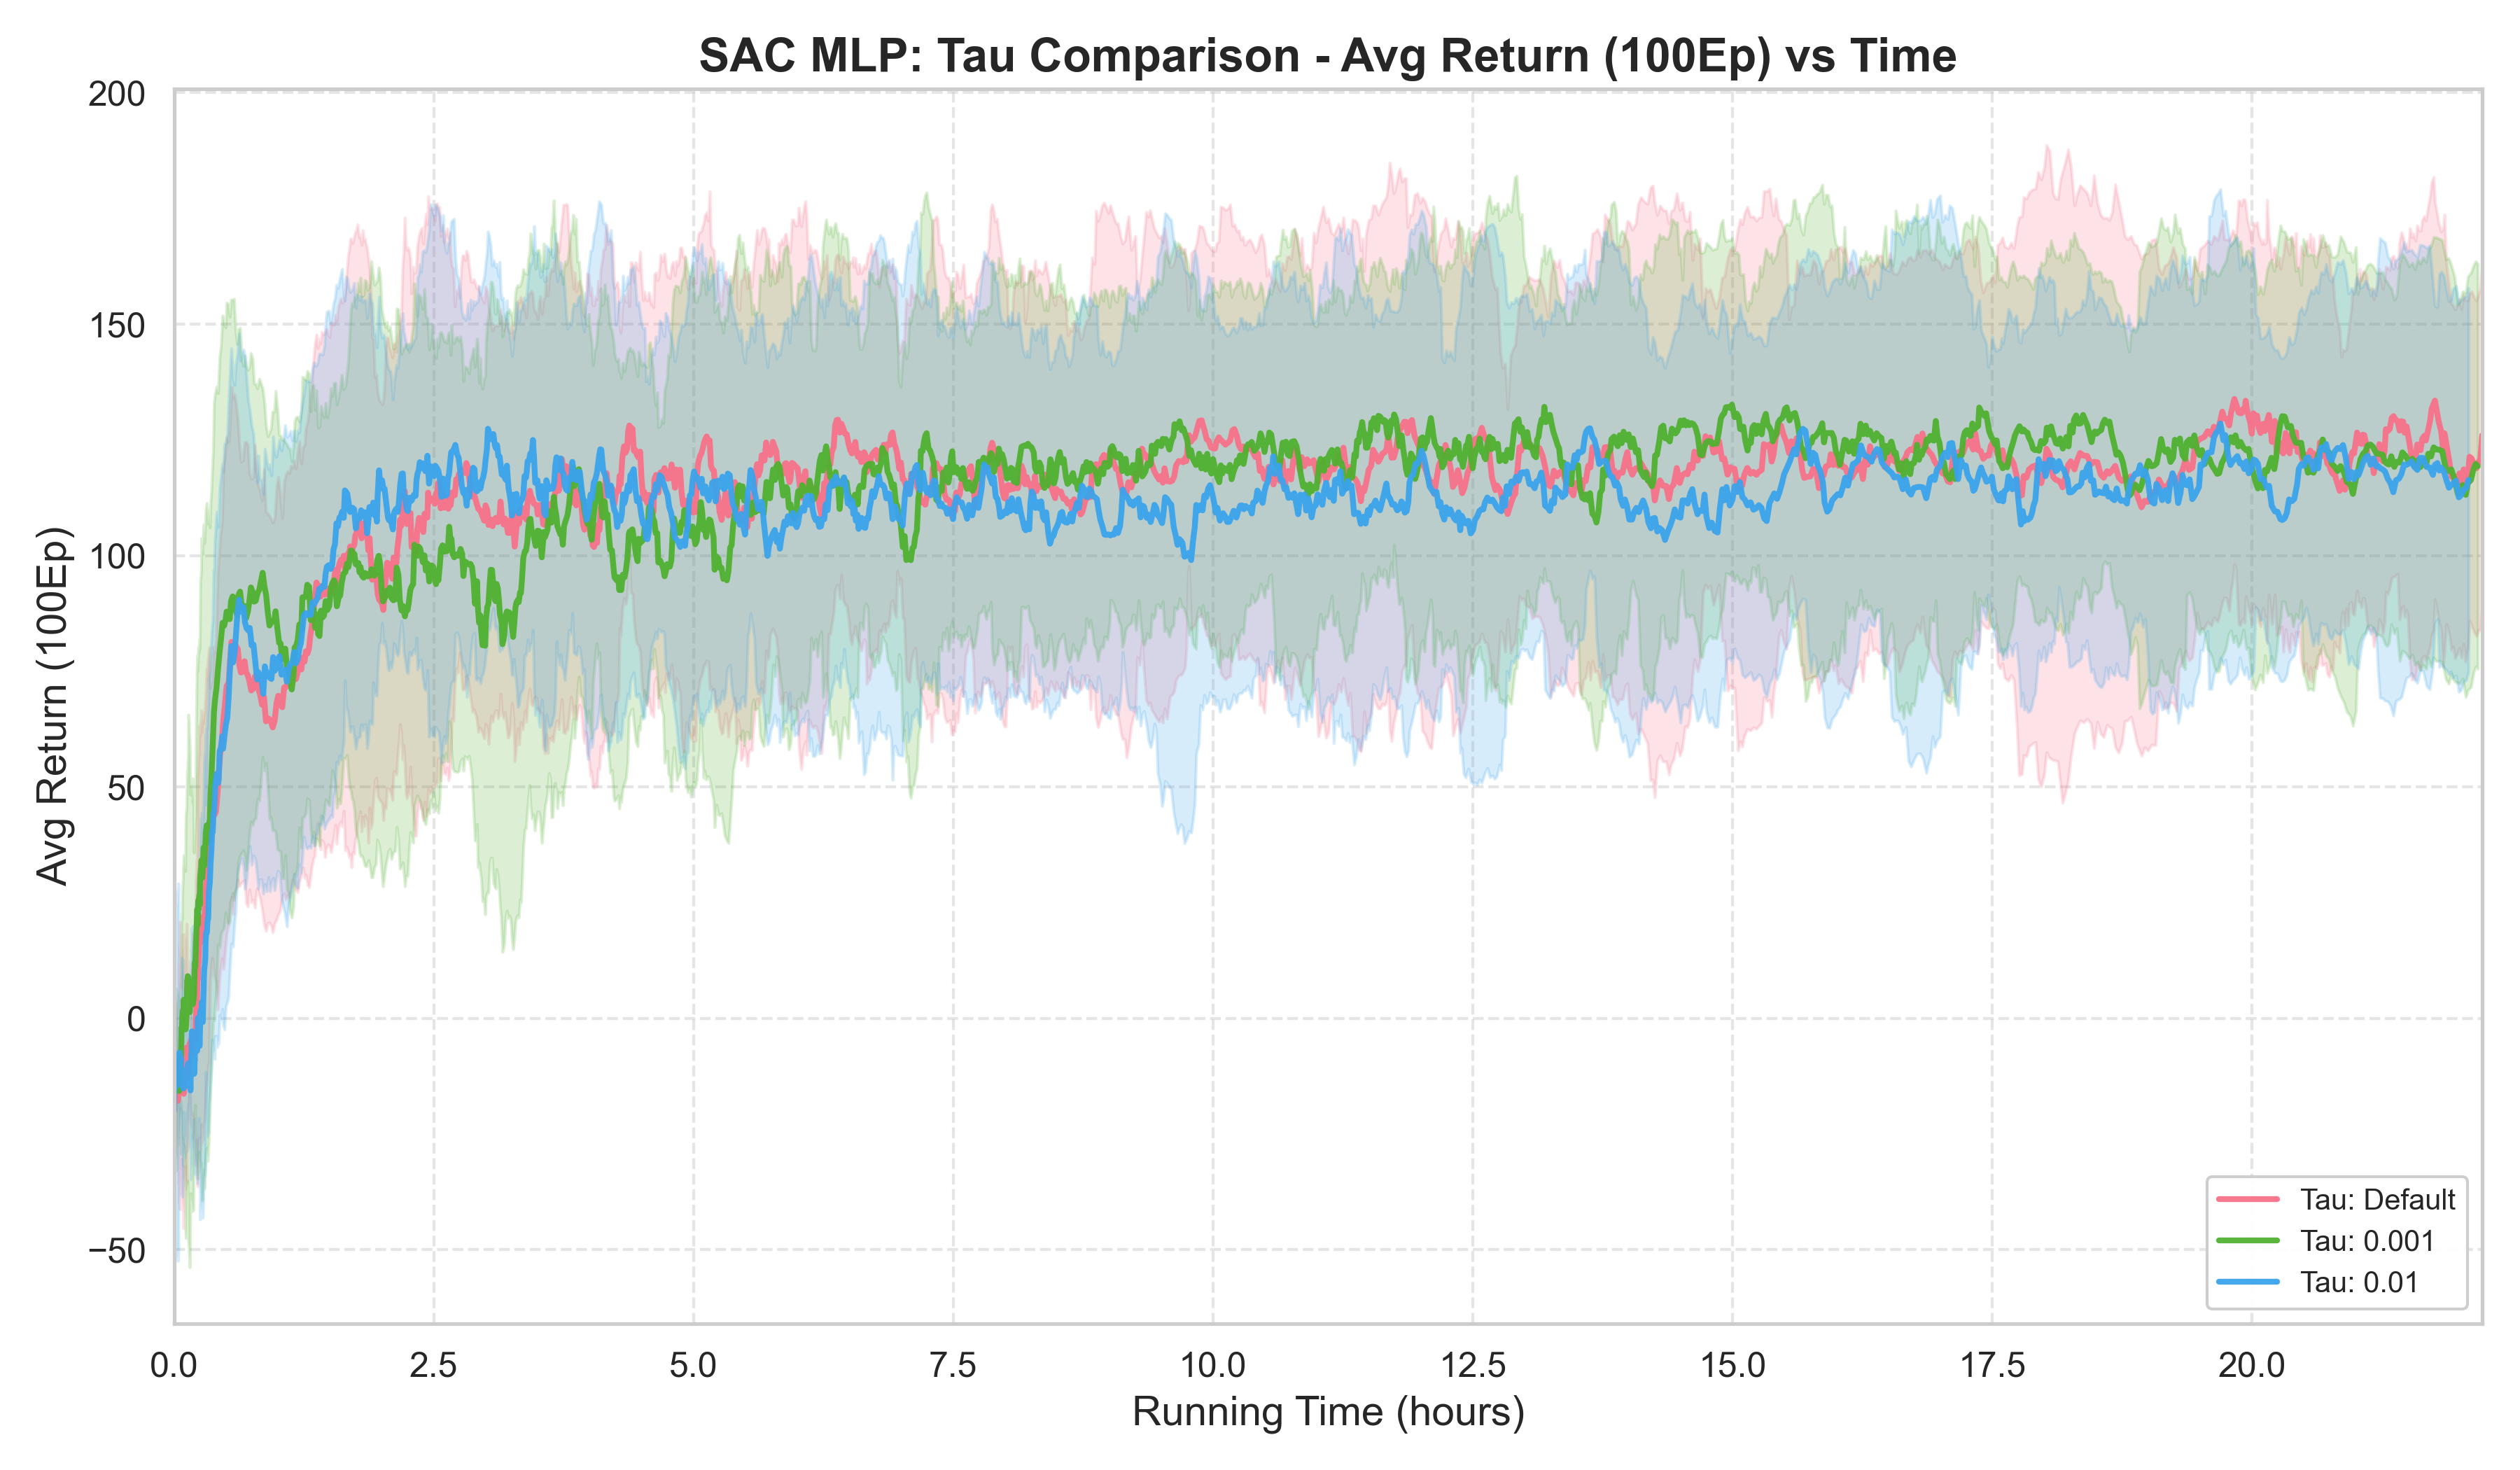 SAC MLP: Tau Comparison - Avg Return (100Ep) vs Time
Avg Return (100Ep)
200
150
100
50
0
−50
0.0 2.5 5.0 7.5 10.0 12.5 15.0 17.5 20.0
Running Time (hours)
Tau: Default
Tau: 0.001
Tau: 0.01